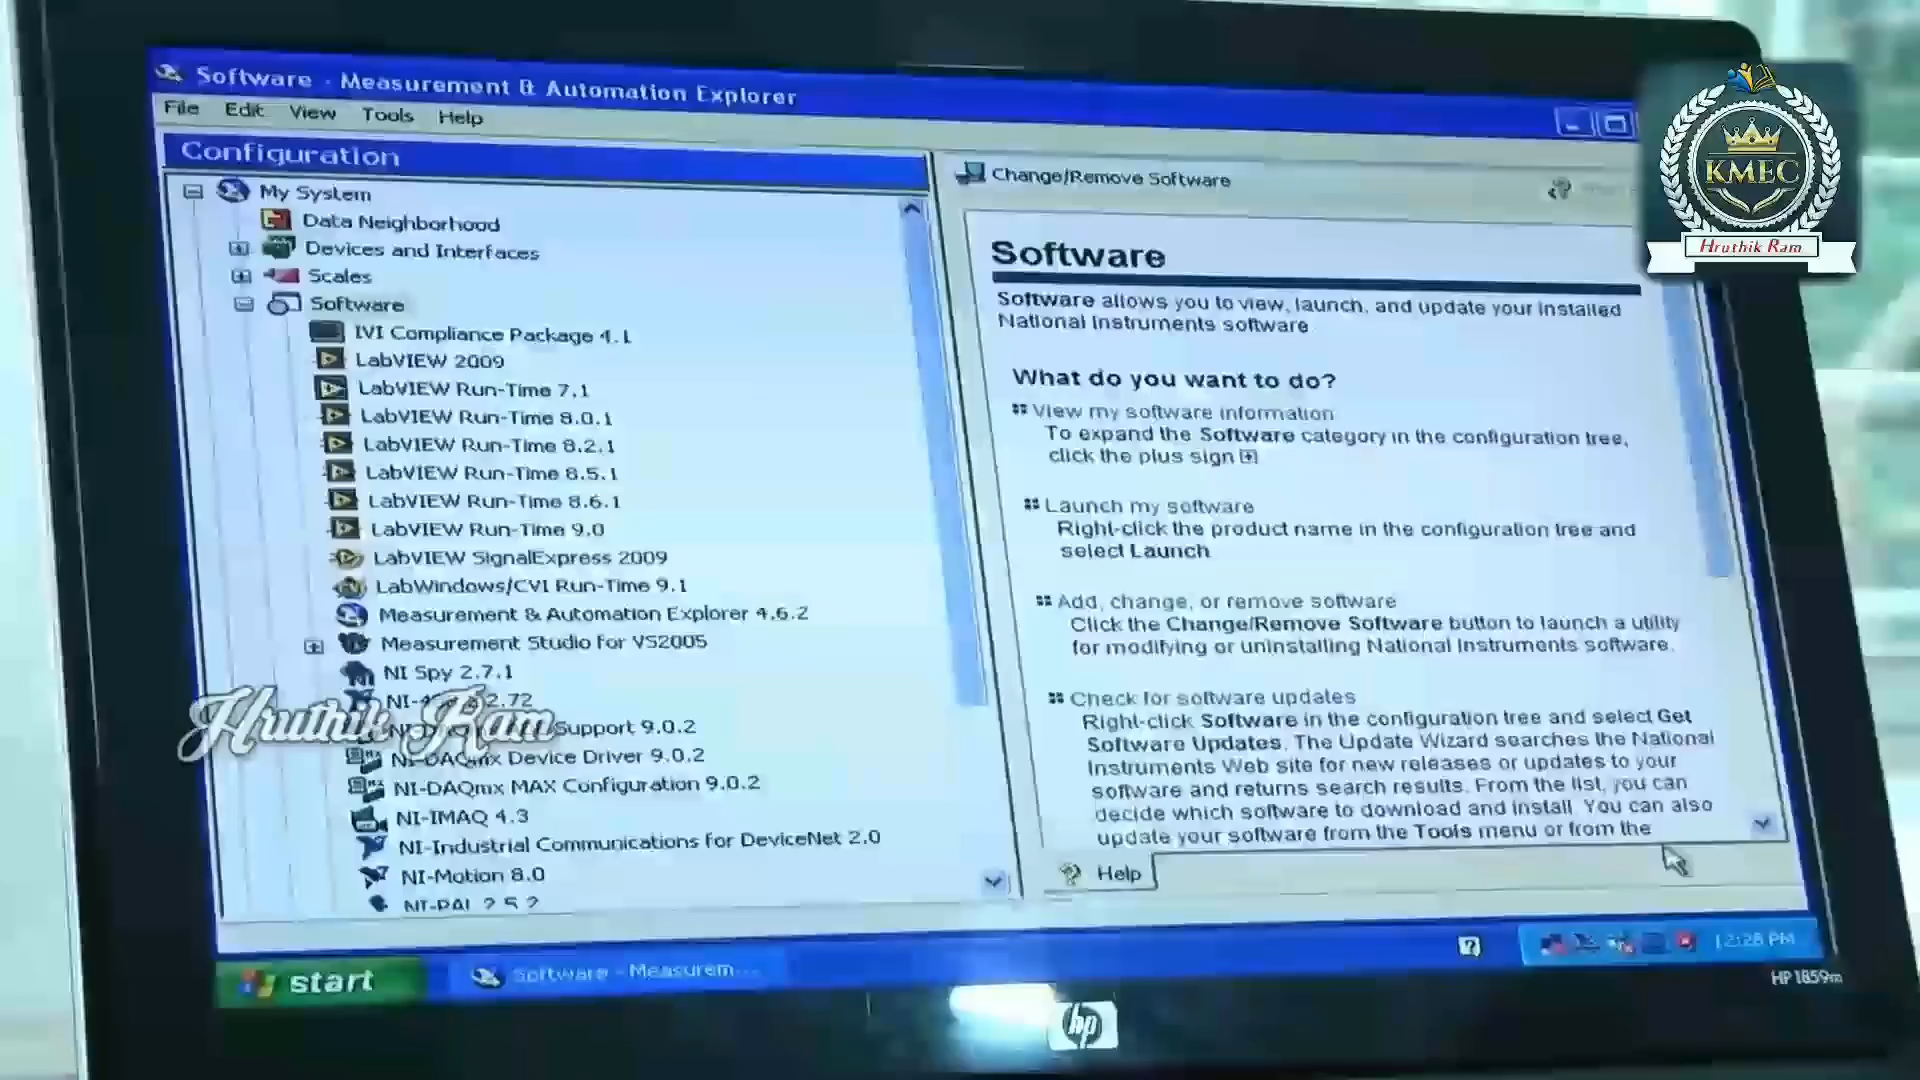 Software - Measurement & Automation Explorer
File Edit View Tools Help
Configuration
My System
Data Neighborhood
Devices and Interfaces
Scales
Software
IVI Compliance Package 4.1
LabVIEW 2009
LabVIEW Run-Time 7.1
LabVIEW Run-Time 8.0.1
LabVIEW Run-Time 8.2.1
LabVIEW Run-Time 8.5.1
LabVIEW Run-Time 8.6.1
LabVIEW Run-Time 9.0
LabVIEW SignalExpress 2009
LabWindows/CVI Run-Time 9.1
Measurement & Automation Explorer 4.6.2
Measurement Studio for VS2005
NI Spy 2.7.1
2.72
Support 9.0.2
NI-DAQmx Device Driver 9.0.2
NI-DAQmx MAX Configuration 9.0.2
NI-IMAQ 4.3
NI-Industrial Communications for DeviceNet 2.0
NI-Motion 8.0
NI-PAL 2.5.2
Change/Remove Software
Software
Software allows you to view, launch, and update your installed
National Instruments software.
What do you want to do?
View my software information
To expand the Software category in the configuration tree,
click the plus sign
Launch my software
Right-click the product name in the configuration tree and
select Launch
Add, change, or remove software
Click the Change/Remove Software button to launch a utility
for modifying or uninstalling National Instruments software.
Check for software updates
Right-click Software in the configuration tree and select Get
Software Updates. The Update Wizard searches the National
Instruments Web site for new releases or updates to your
software and returns search results. From the list, you can
decide which software to download and install. You can also
update your software from the Tools menu or from the
Help
start
Software - Measurem...
12:28 PM
HP 1859m
hp
KMEC
Hruthik Ram
Hruthik Ram